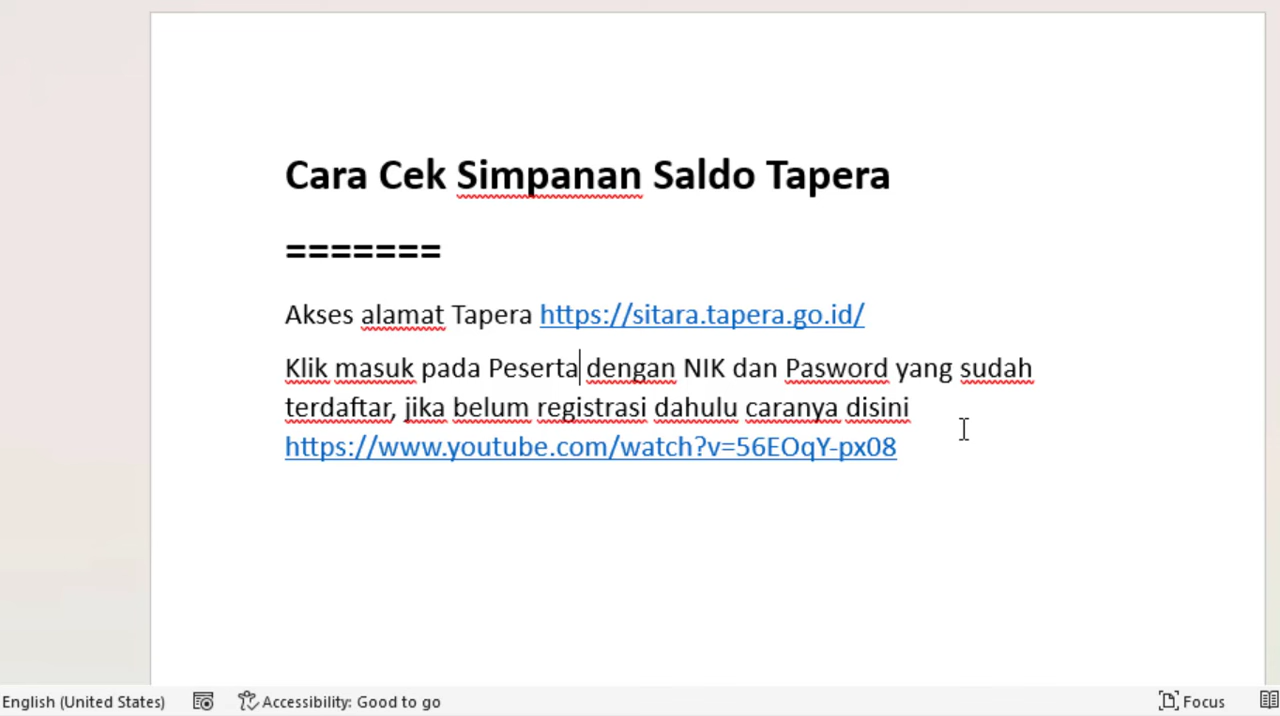 Cara Cek Simpanan Saldo Tapera
=======
Akses alamat Tapera https://sitara.tapera.go.id/
Klik masuk pada Peserta dengan NIK dan Pasword yang sudah
terdaftar, jika belum registrasi dahulu caranya disini
https://www.youtube.com/watch?v=56EOqY-px08
English (United States) Accessibility: Good to go Focus